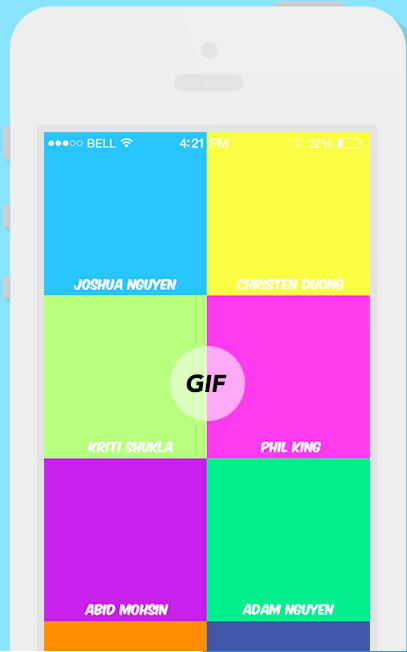 BELL 4:21 PM 22%
JOSHUA NGUYEN CHRISTEN DUONG
GIF
KRITI SHUKLA PHIL KING
ABID MOHSIN ADAM NGUYEN